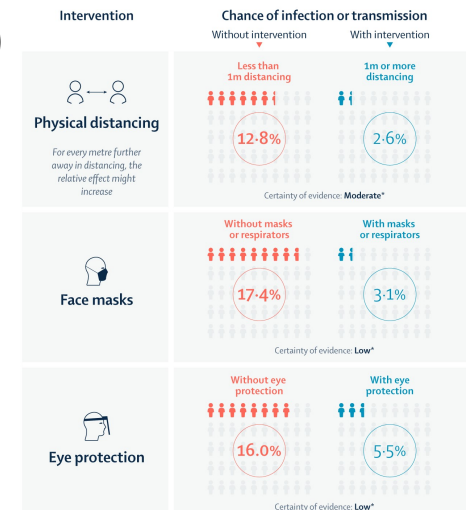 Intervention
Chance of infection or transmission
Without intervention
With intervention
Physical distancing
For every metre further
away in distancing, the
relative effect might
increase
Less than
1m distancing
12·8%
1m or more
distancing
2·6%
Certainty of evidence: Moderate*
Face masks
Without masks
or respirators
17·4%
With masks
or respirators
3·1%
Certainty of evidence: Low*
Eye protection
Without eye
protection
16.0%
With eye
protection
5·5%
Certainty of evidence: Low*